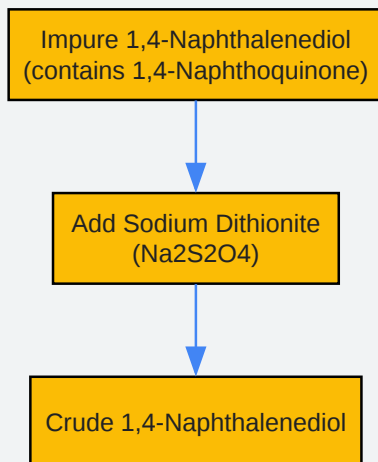 Impure 1,4-Naphthalenediol
(contains 1,4-Naphthoquinone)
Add Sodium Dithionite
(Na2S2O4)
Crude 1,4-Naphthalenediol